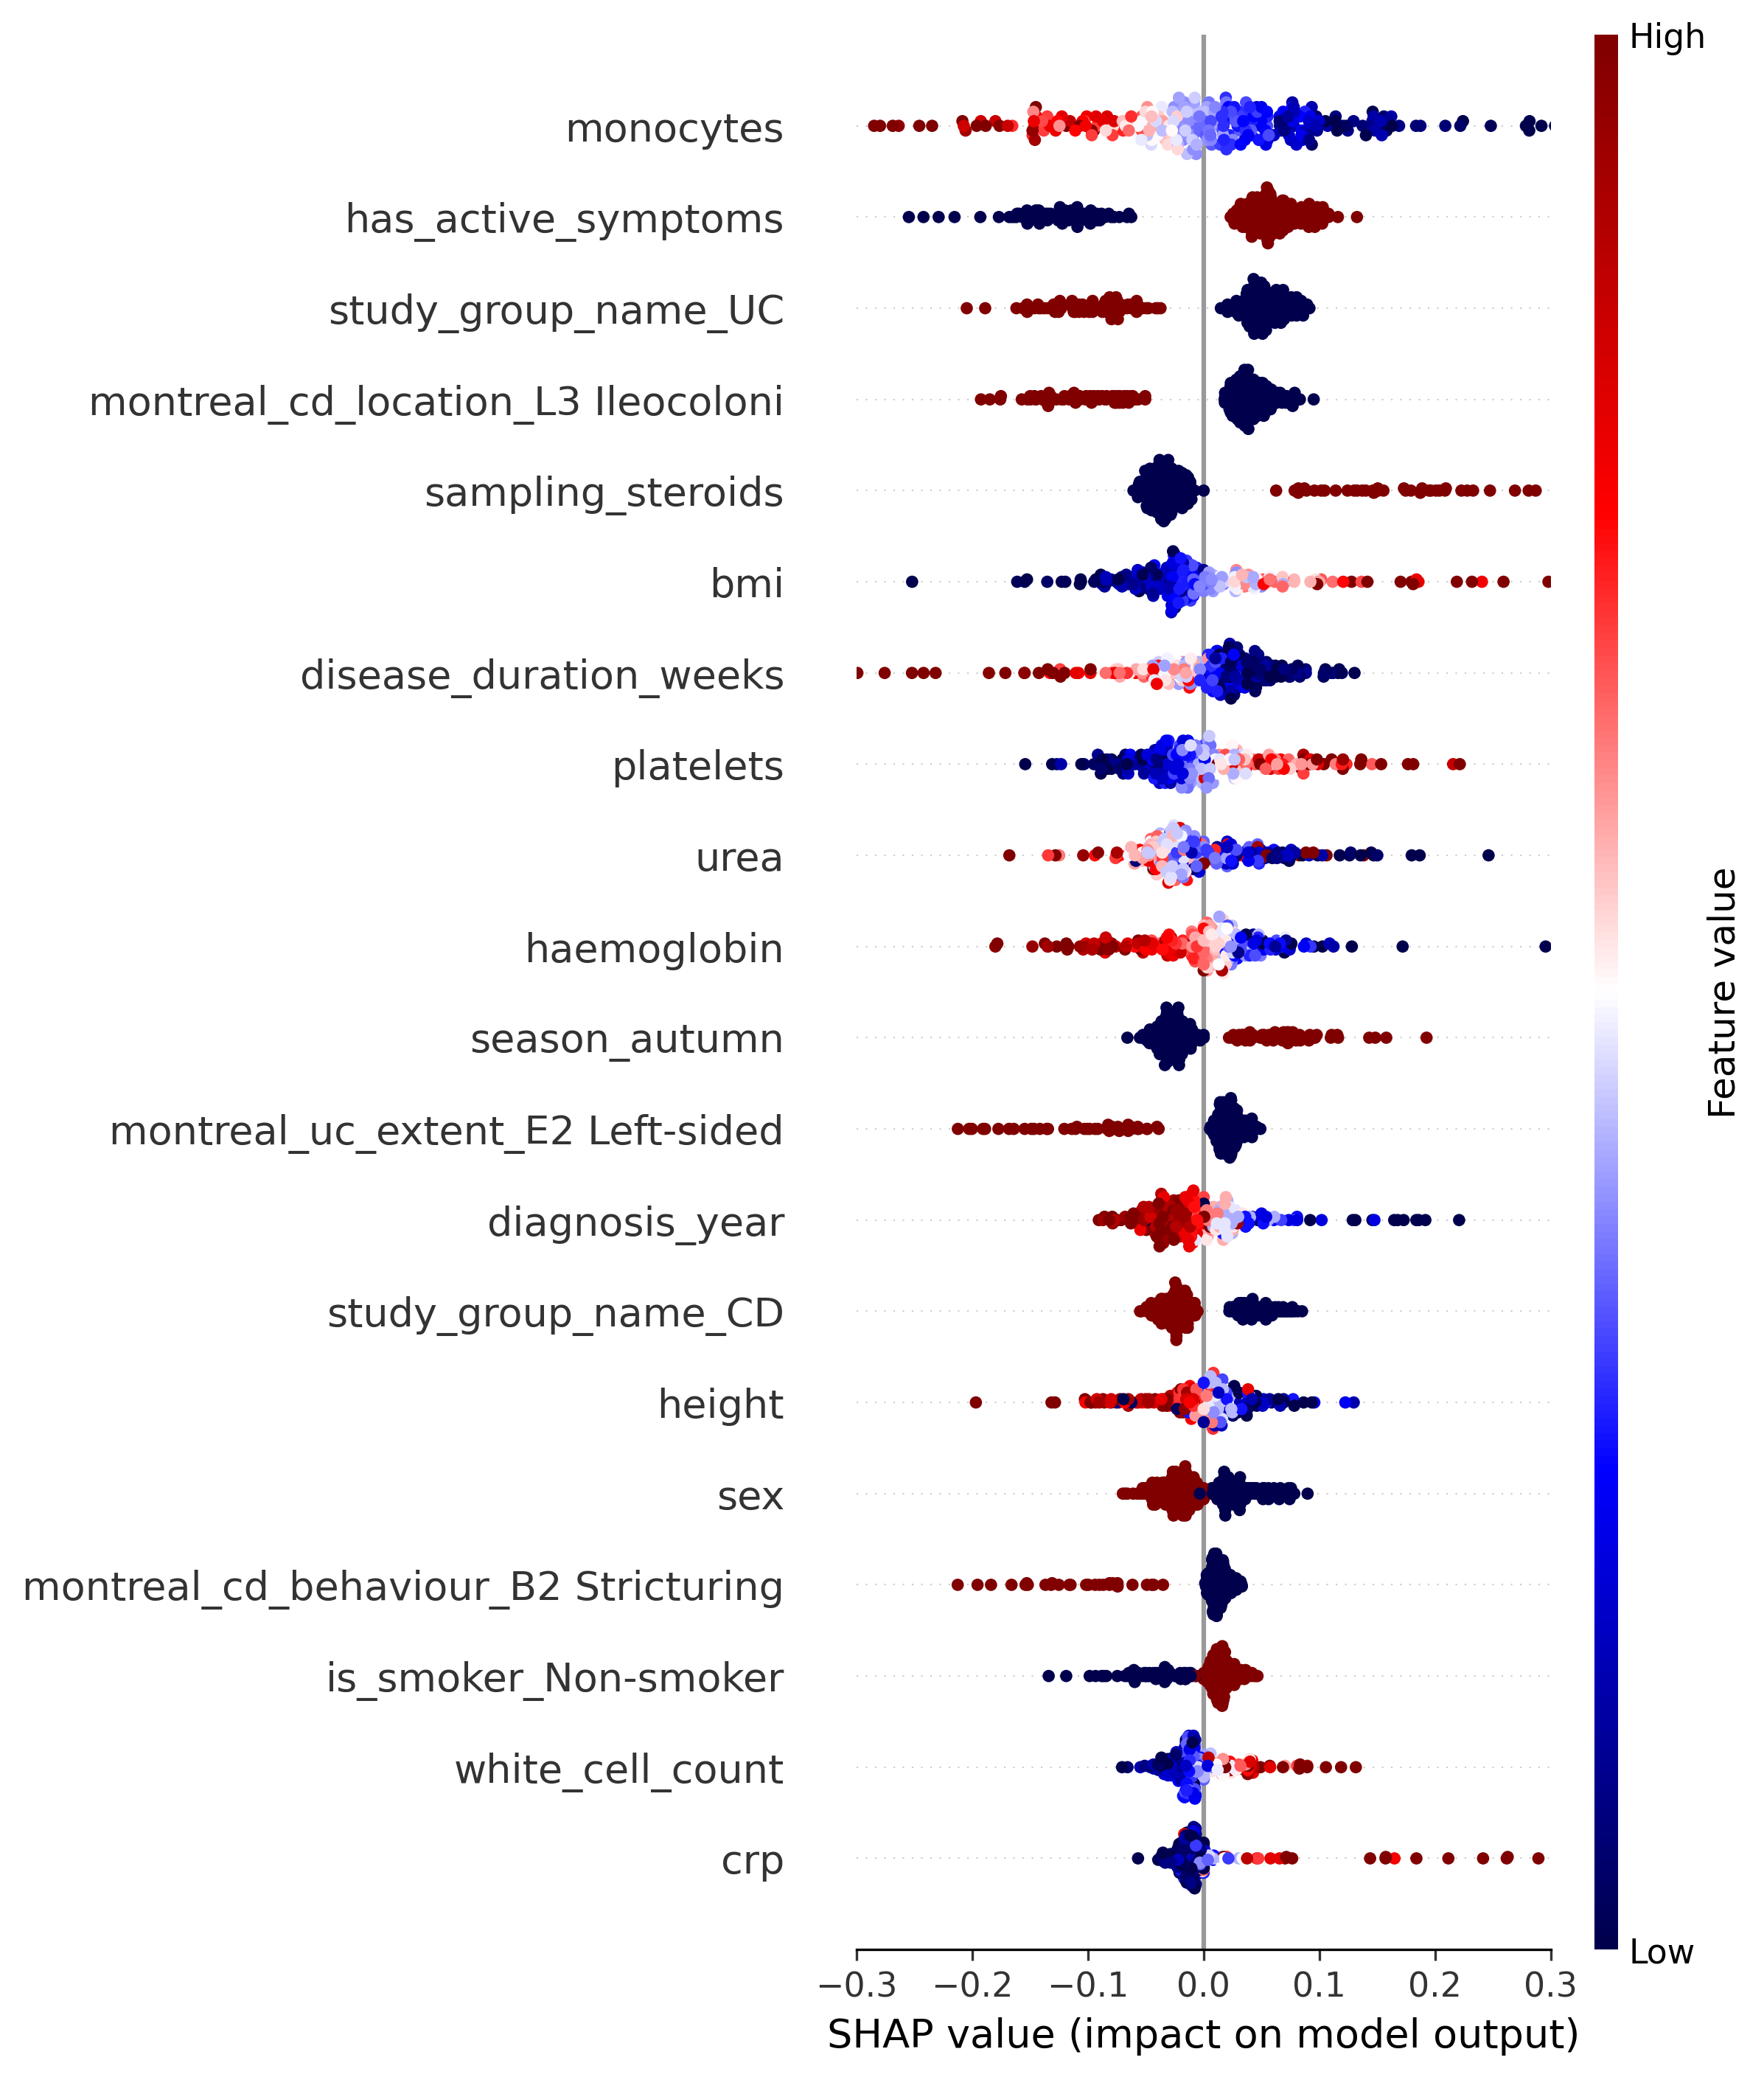 High
monocytes
has_active_symptoms
study_group_name_UC
montreal_cd_location_L3 Ileocoloni
sampling_steroids
bmi
disease_duration_weeks
platelets
urea
haemoglobin
season_autumn
montreal_uc_extent_E2 Left-sided
diagnosis_year
study_group_name_CD
height
sex
montreal_cd_behaviour_B2 Stricturing
is_smoker_Non-smoker
white_cell_count
crp
Feature value
Low
−0.3 −0.2 −0.1 0.0 0.1 0.2 0.3
SHAP value (impact on model output)